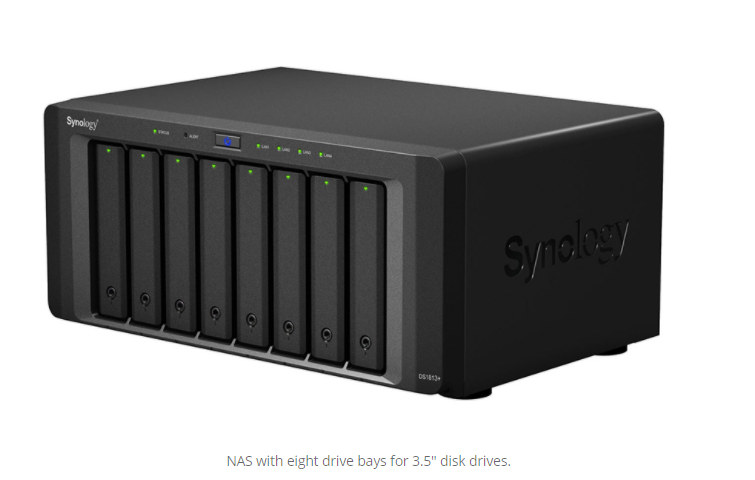 Synology
STATUS
ALERT
LAN1
LAN2
LAN3
LAN4
Synology
DS1813+
NAS with eight drive bays for 3.5" disk drives.